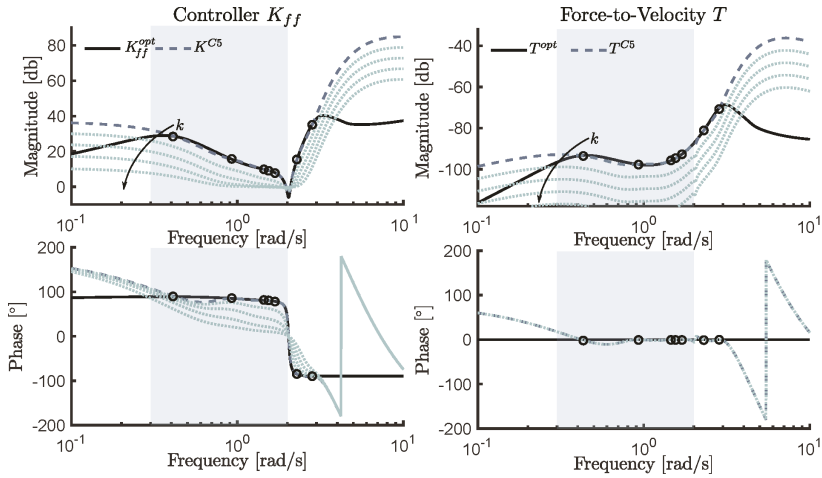 Controller K_ff
Magnitude [db]
80
60
40
20
0
K_ff^opt
K^C5
k
10^-1
10^0
10^1
Frequency [rad/s]
Force-to-Velocity T
Magnitude [db]
-40
-60
-80
-100
T^opt
T^C5
k
10^-1
10^0
10^1
Frequency [rad/s]
Phase [°]
200
100
0
-100
-200
10^-1
10^0
10^1
Frequency [rad/s]
Phase [°]
200
100
0
-100
-200
10^-1
10^0
10^1
Frequency [rad/s]